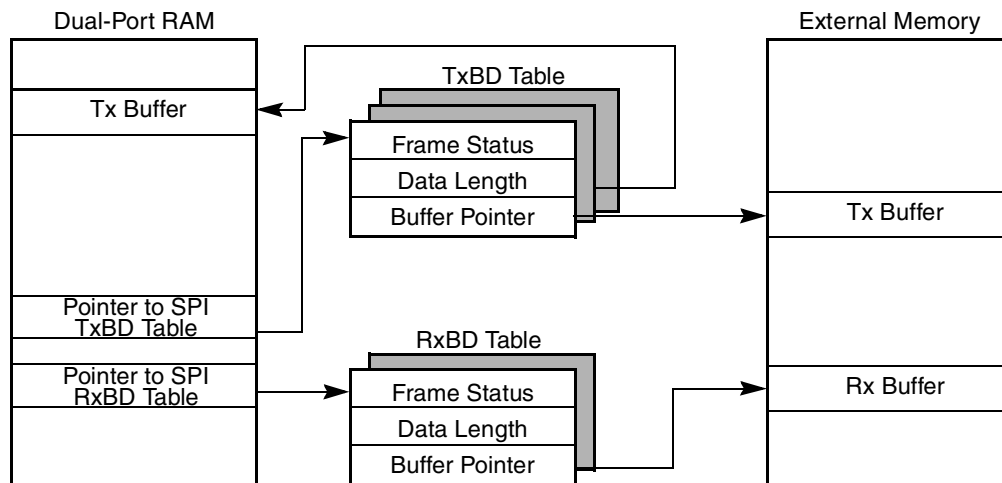 Dual-Port RAM
External Memory
TxBD Table
Tx Buffer
Frame Status
Data Length
Buffer Pointer
Tx Buffer
Pointer to SPI
TxBD Table
RxBD Table
Pointer to SPI
RxBD Table
Frame Status
Rx Buffer
Data Length
Buffer Pointer